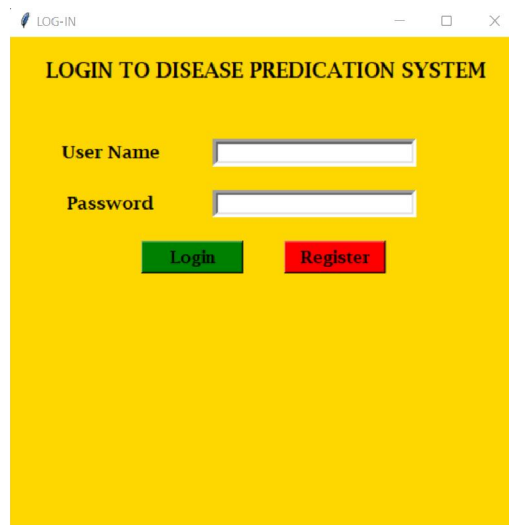 LOG-IN
LOGIN TO DISEASE PREDICATION SYSTEM
User Name
Password
Login Register